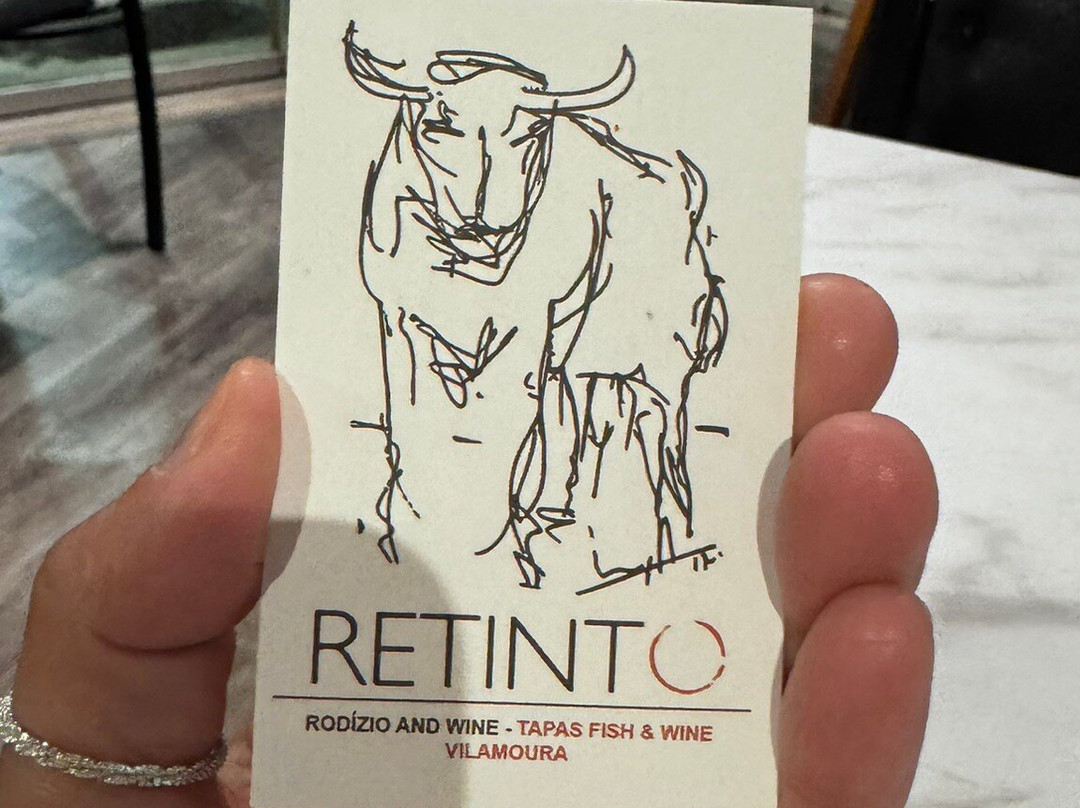 RETINTO
RODÍZIO AND WINE - TAPAS FISH & WINE
VILAMOURA